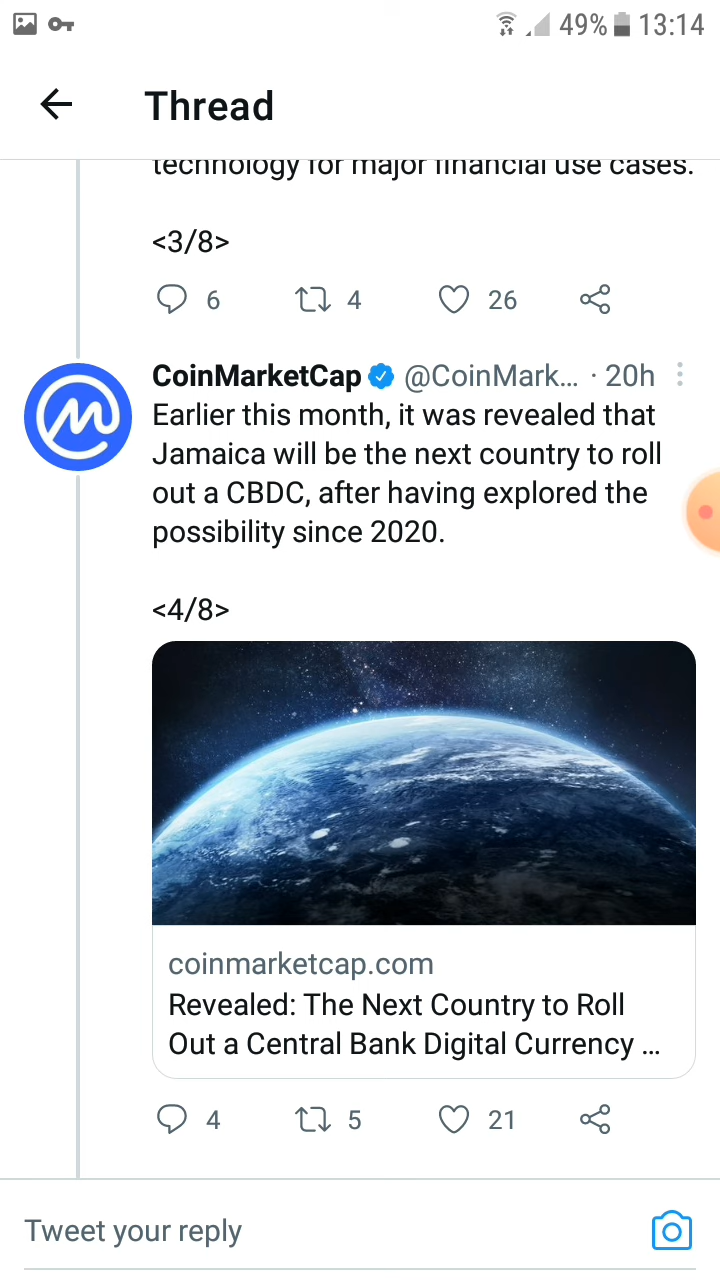 49% 13:14
Thread
technology for major financial use cases.
<3/8>
6 4 26
CoinMarketCap @CoinMark... · 20h
Earlier this month, it was revealed that
Jamaica will be the next country to roll
out a CBDC, after having explored the
possibility since 2020.
<4/8>
coinmarketcap.com
Revealed: The Next Country to Roll
Out a Central Bank Digital Currency ...
4 5 21
Tweet your reply